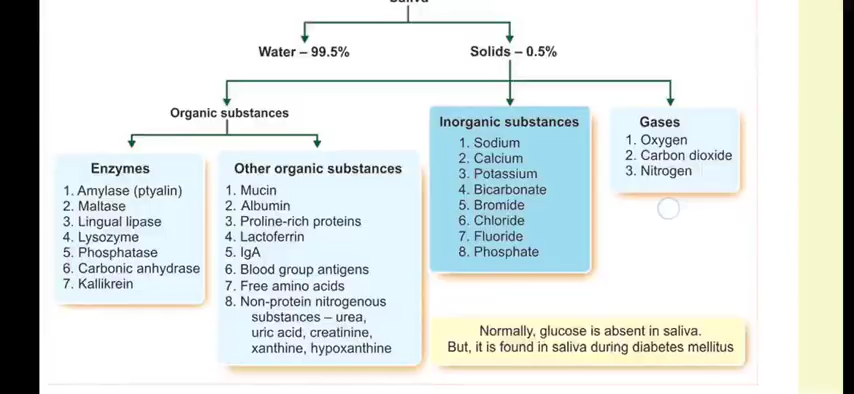 Saliva
Water – 99.5%
Solids – 0.5%
Organic substances
Enzymes
1. Amylase (ptyalin)
2. Maltase
3. Lingual lipase
4. Lysozyme
5. Phosphatase
6. Carbonic anhydrase
7. Kallikrein
Other organic substances
1. Mucin
2. Albumin
3. Proline-rich proteins
4. Lactoferrin
5. IgA
6. Blood group antigens
7. Free amino acids
8. Non-protein nitrogenous
substances – urea,
uric acid, creatinine,
xanthine, hypoxanthine
Inorganic substances
1. Sodium
2. Calcium
3. Potassium
4. Bicarbonate
5. Bromide
6. Chloride
7. Fluoride
8. Phosphate
Gases
1. Oxygen
2. Carbon dioxide
3. Nitrogen
Normally, glucose is absent in saliva.
But, it is found in saliva during diabetes mellitus